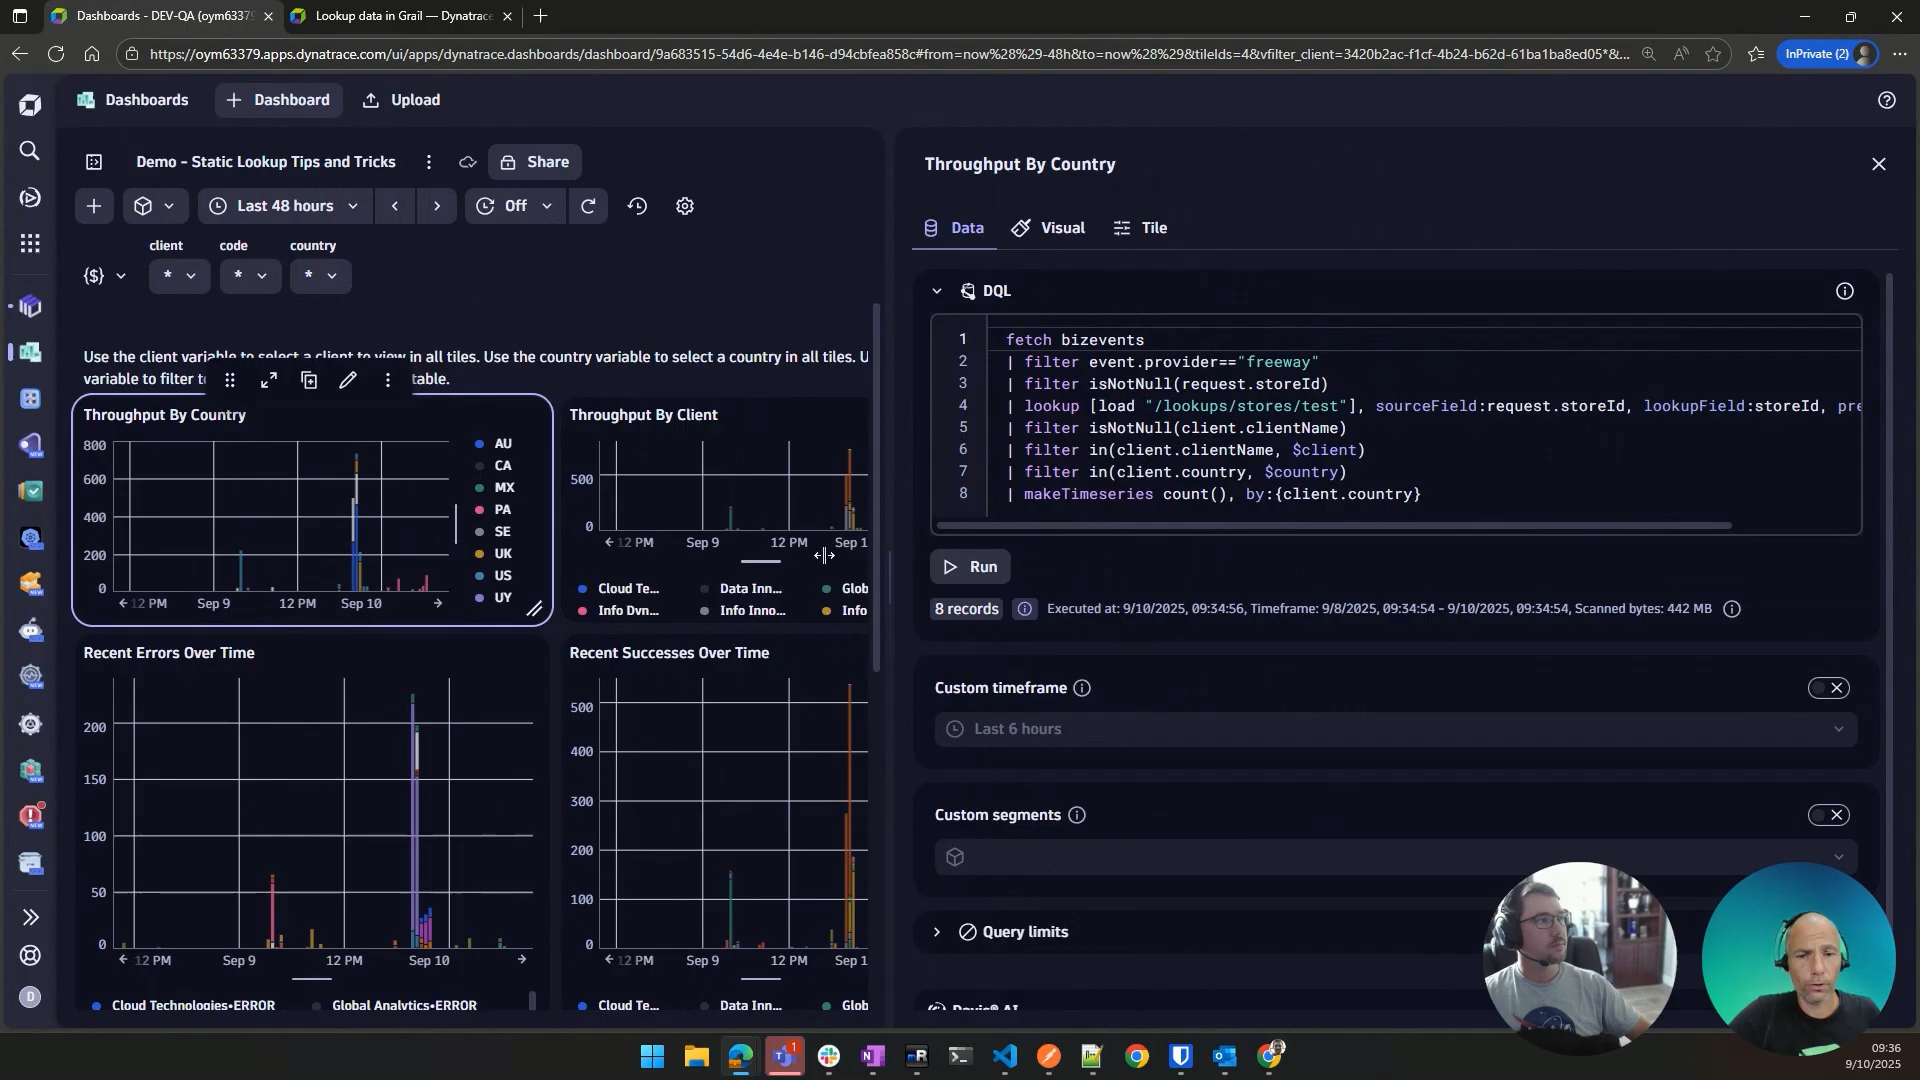 Dashboards - DEV-QA (oym6337
Lookup data in Grail — Dynatrace
https://oym63379.apps.dynatrace.com/ui/apps/dynatrace.dashboards/dashboard/9a683515-54d6-4e4e-b146-d94cbfea858c#from=now%28%29-48h&to=now%28%29&tileIds=4&vfilter_client=3420b2ac-f1cf-4b24-b62d-61ba1ba8ed05*&...
InPrivate (2)
Dashboards
Dashboard
Upload
Demo - Static Lookup Tips and Tricks
Share
Last 48 hours
Off
client
code
country
{$}
*
*
*
Use the client variable to select a client to view in all tiles. Use the country variable to select a country in all tiles. U
variable to filter t
table.
Throughput By Country
800
600
400
200
0
12 PM
Sep 9
12 PM
Sep 10
AU
CA
MX
PA
SE
UK
US
UY
Throughput By Client
500
0
12 PM
Sep 9
12 PM
Sep 1
Cloud Te...
Data Inn...
Glob
Info Dyn...
Info Inno...
Info
Recent Errors Over Time
200
150
100
50
0
12 PM
Sep 9
12 PM
Sep 10
Cloud Technologies•ERROR
Global Analytics•ERROR
Recent Successes Over Time
500
400
300
200
100
0
12 PM
Sep 9
12 PM
Sep 1
Cloud Te...
Data Inn...
Glob
Throughput By Country
Data
Visual
Tile
DQL
1 fetch bizevents
2 | filter event.provider=="freeway"
3 | filter isNotNull(request.storeId)
4 | lookup [load "/lookups/stores/test"], sourceField:request.storeId, lookupField:storeId, pre
5 | filter isNotNull(client.clientName)
6 | filter in(client.clientName, $client)
7 | filter in(client.country, $country)
8 | makeTimeseries count(), by:{client.country}
Run
8 records
Executed at: 9/10/2025, 09:34:56, Timeframe: 9/8/2025, 09:34:54 - 9/10/2025, 09:34:54, Scanned bytes: 442 MB
Custom timeframe
Last 6 hours
Custom segments
Query limits
NEW
NEW
NEW
NEW
NEW
NEW
NEW
NEW
D
1
09:36
9/10/2025